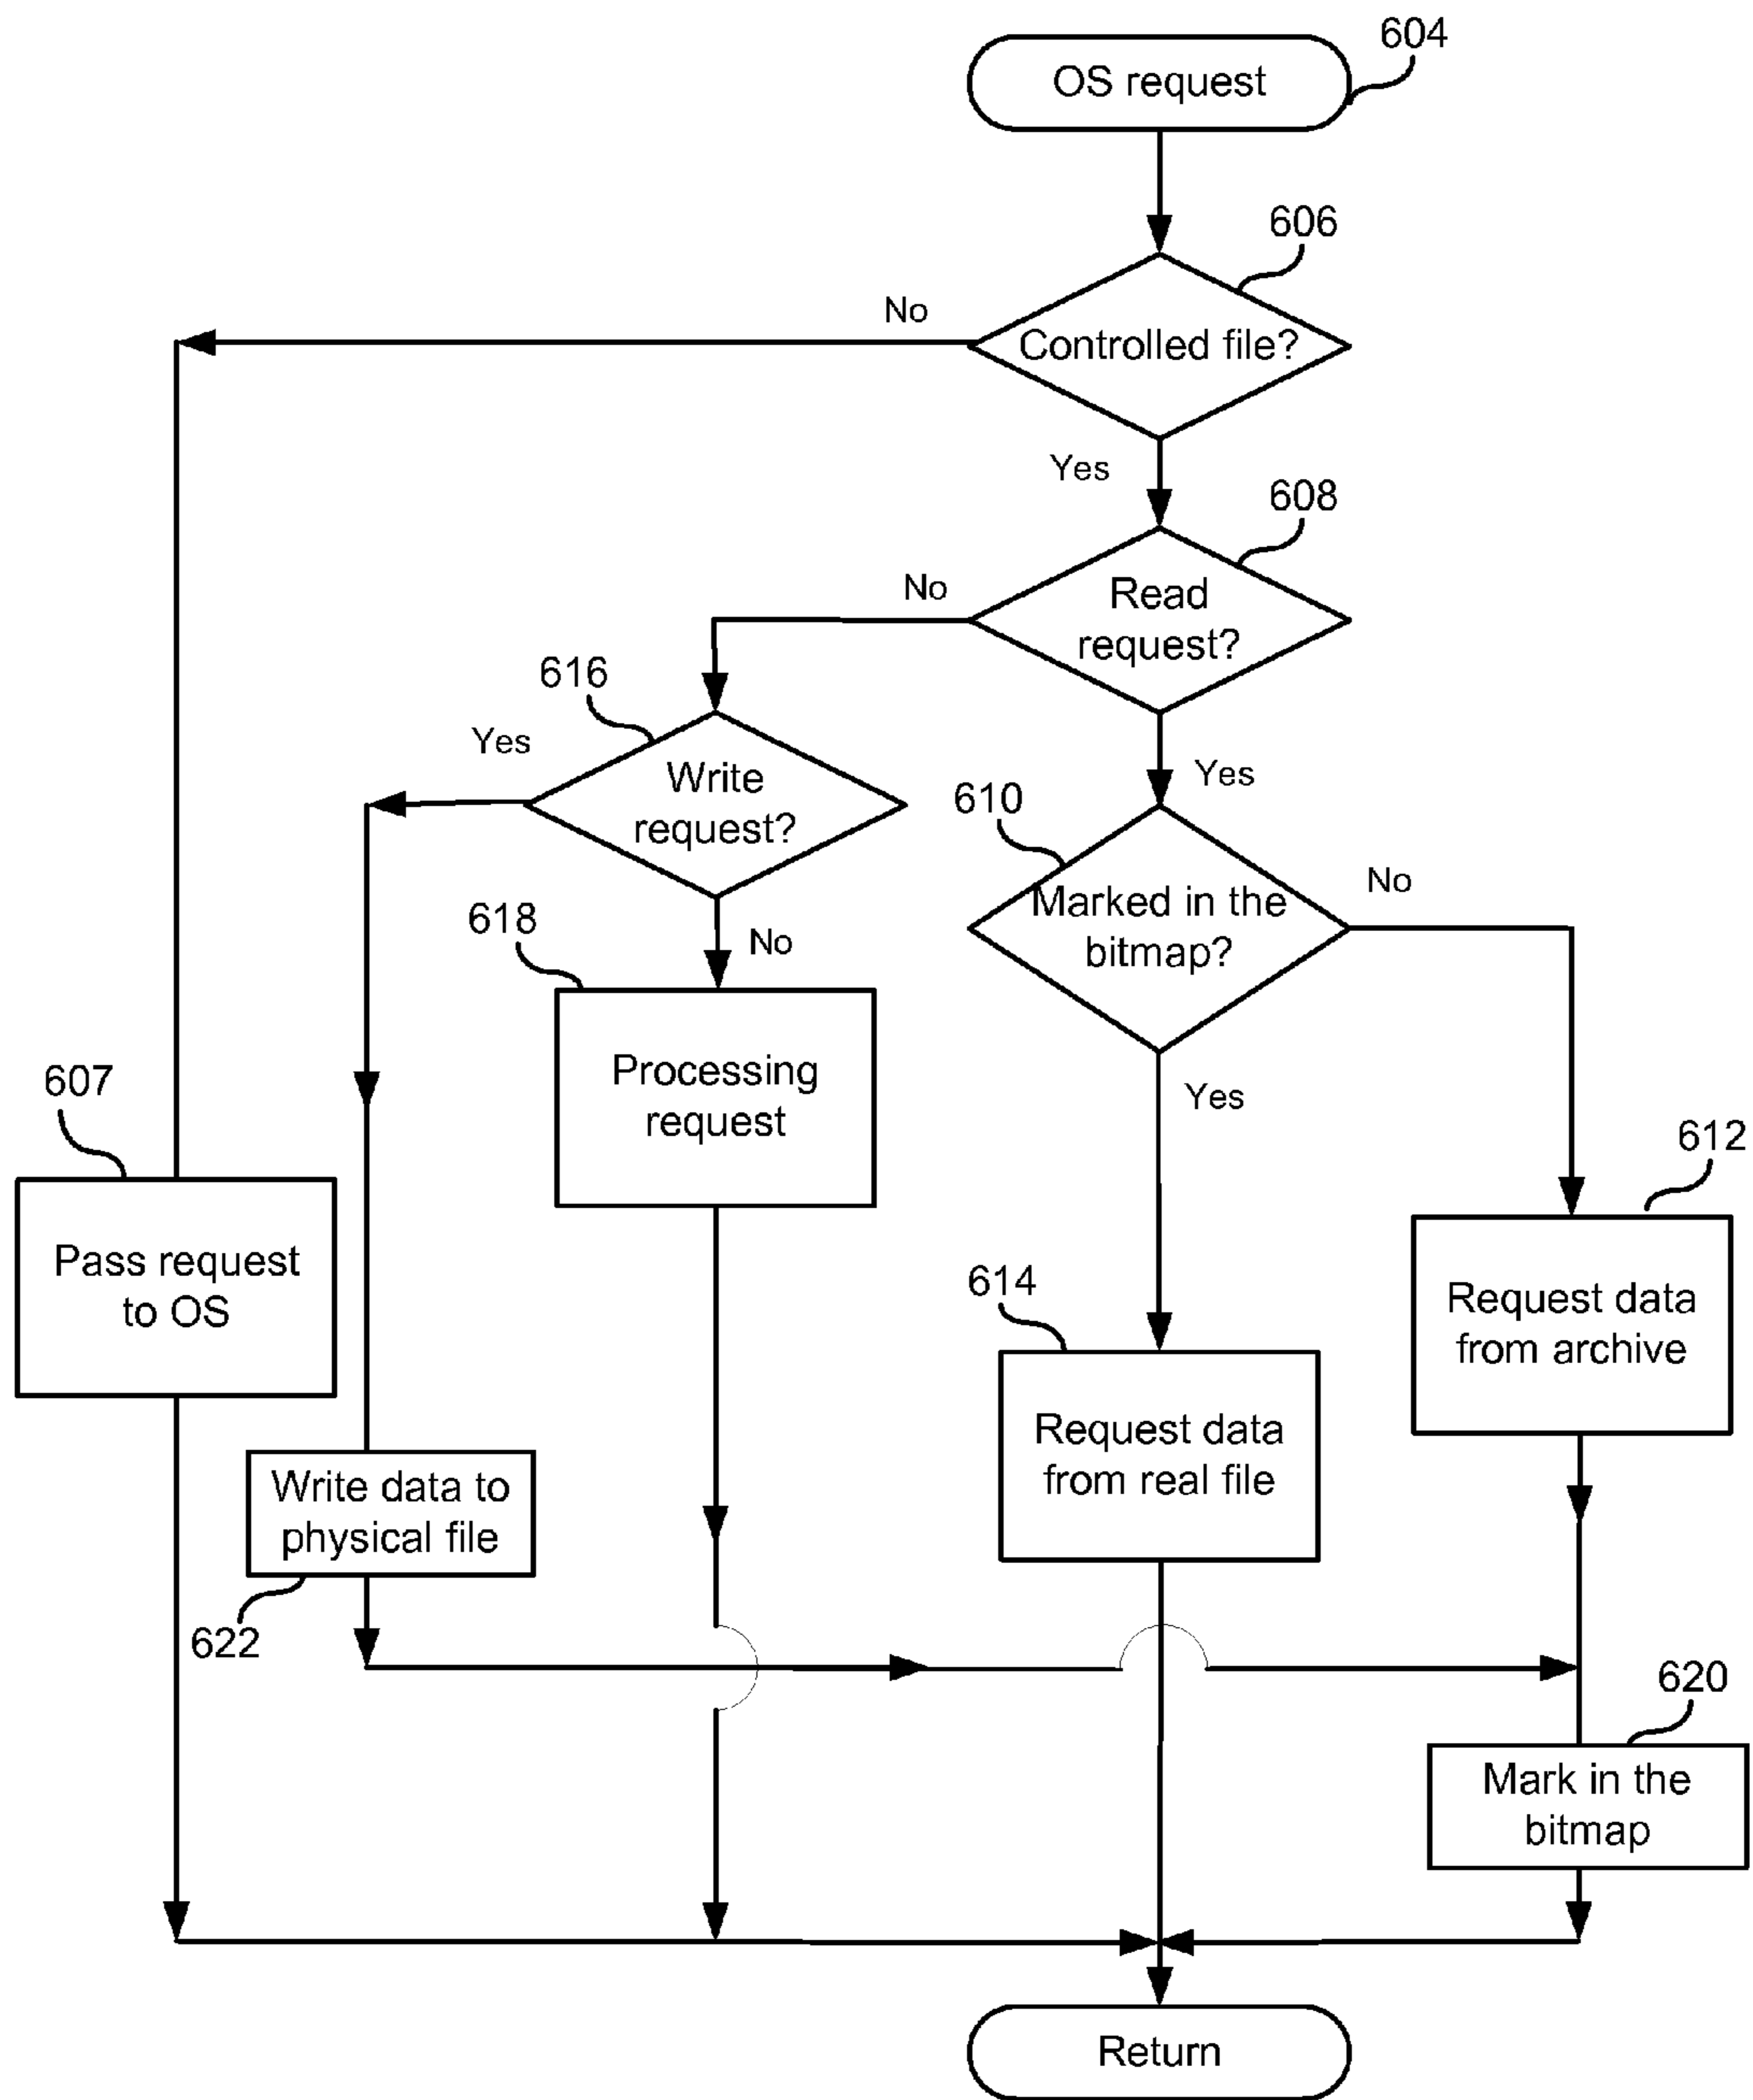 604
OS request
606
No
Controlled file?
Yes
608
No
Read
request?
616
Yes
Write
request?
Yes
610
No
Marked in the
bitmap?
618
No
Processing
request
Yes
607
612
Pass request
to OS
614
Request data
from archive
Request data
from real file
Write data to
physical file
622
620
Mark in the
bitmap
Return